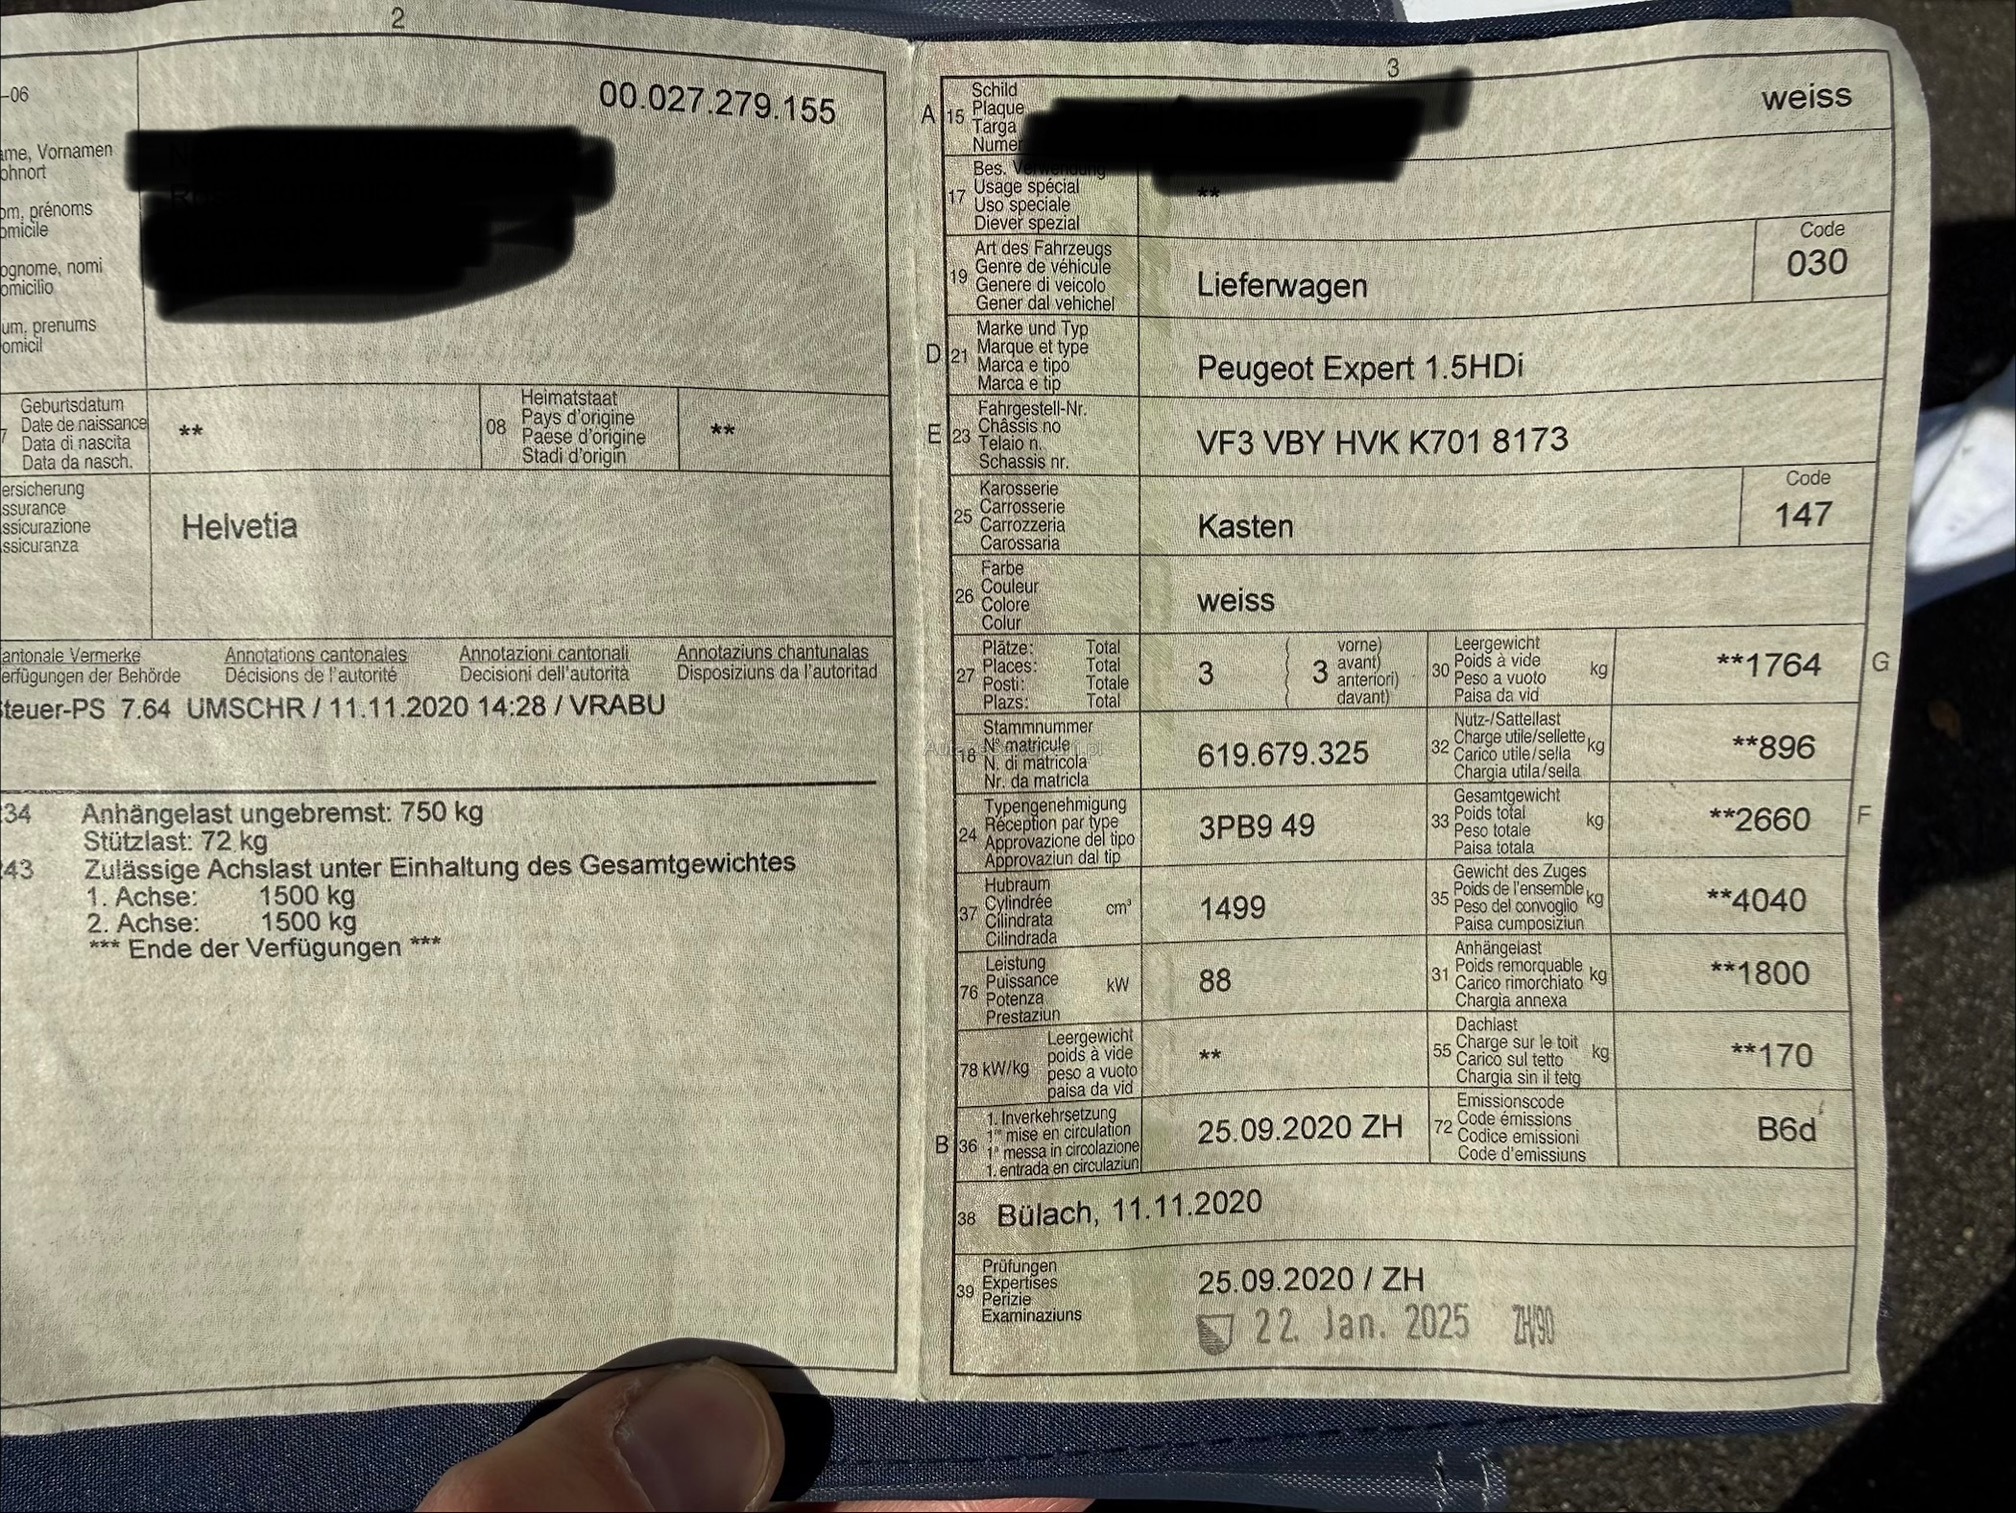 2
-06
00.027.279.155
ame, Vornamen
ohnort
om, prénoms
omicile
ognome, nomi
omicilio
um, prenums
omicil
7 Geburtsdatum
Date de naissance
Data di nascita
Data da nasch.
**
08 Heimatstaat
Pays d'origine
Paese d'origine
Stadi d'origin
**
ersicherung
ssurance
ssicurazione
ssicuranza
Helvetia
antonale Vermerke Annotations cantonales Annotazioni cantonali Annotaziuns chantunalas
erfügungen der Behörde Décisions de l'autorité Decisioni dell'autorità Disposiziuns da l'autoritad
teuer-PS 7.64 UMSCHR / 11.11.2020 14:28 / VRABU
34 Anhängelast ungebremst: 750 kg
Stützlast: 72 kg
43 Zulässige Achslast unter Einhaltung des Gesamtgewichtes
1. Achse: 1500 kg
2. Achse: 1500 kg
*** Ende der Verfügungen ***
3
A 15 Schild
Plaque
Targa
Numer
weiss
17 Bes. Verwendung
Usage spécial
Uso speciale
Diever spezial
**
19 Art des Fahrzeugs
Genre de véhicule
Genere di veicolo
Gener dal vehichel
Lieferwagen
Code
030
D 21 Marke und Typ
Marque et type
Marca e tipo
Marca e tip
Peugeot Expert 1.5HDi
E 23 Fahrgestell-Nr.
Châssis no
Telaio n.
Schassis nr.
VF3 VBY HVK K701 8173
25 Karosserie
Carrosserie
Carrozzeria
Carossaria
Kasten
Code
147
26 Farbe
Couleur
Colore
Colur
weiss
27 Plätze: Total
Places: Total
Posti: Totale
Plazs: Total
3 ( 3 vorne)
avant)
anteriori)
davant)
30 Leergewicht
Poids à vide
Peso a vuoto
Paisa da vid
kg
**1764
G
18 Stammnummer
N° matricule
N. di matricola
Nr. da matricla
619.679.325
32 Nutz-/Sattellast
Charge utile/sellette
Carico utile/sella
Chargia utila/sella
kg
**896
24 Typengenehmigung
Réception par type
Approvazione del tipo
Approvaziun dal tip
3PB9 49
33 Gesamtgewicht
Poids total
Peso totale
Paisa totala
kg
**2660
F
37 Hubraum
Cylindrée
Cilindrata
Cilindrada
cm³
1499
35 Gewicht des Zuges
Poids de l'ensemble
Peso del convoglio
Paisa cumposiziun
kg
**4040
76 Leistung
Puissance
Potenza
Prestaziun
kW
88
31 Anhängelast
Poids remorquable
Carico rimorchiato
Chargia annexa
kg
**1800
78 kW/kg Leergewicht
poids à vide
peso a vuoto
paisa da vid
**
55 Dachlast
Charge sur le toit
Carico sul tetto
Chargia sin il tetg
kg
**170
B 36 1. Inverkehrsetzung
1re mise en circulation
1a messa in circolazione
1. entrada en circulaziun
25.09.2020 ZH
72 Emissionscode
Code émissions
Codice emissioni
Code d'emissiuns
B6d
38 Bülach, 11.11.2020
39 Prüfungen
Expertises
Perizie
Examinaziuns
25.09.2020 / ZH
22. Jan. 2025 ZH/90